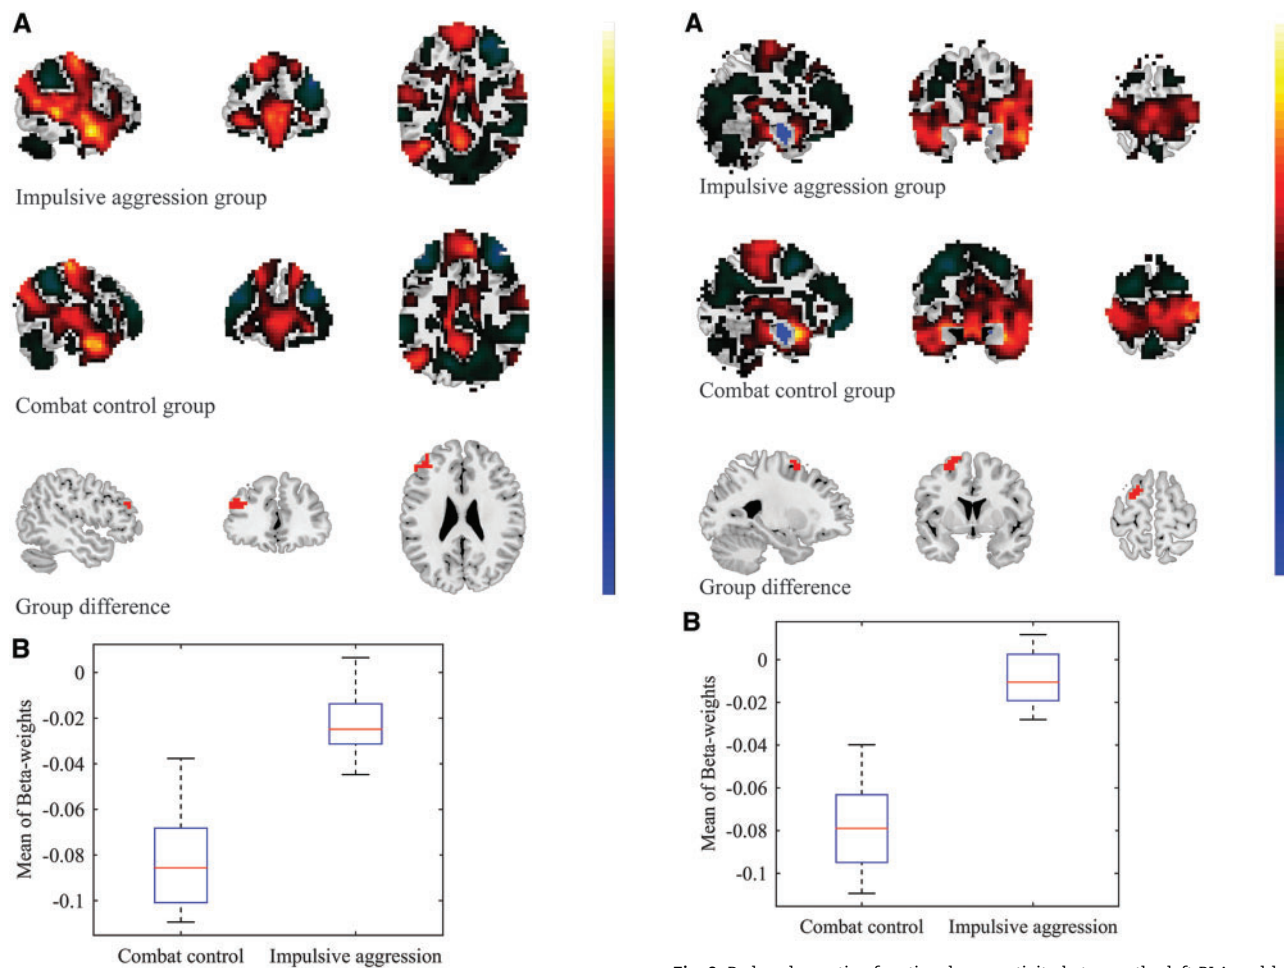 A
Impulsive aggression group
Combat control group
Group difference
B
Mean of Beta-weights
0
-0.02
-0.04
-0.06
-0.08
-0.1
Combat control Impulsive aggression
A
Impulsive aggression group
Combat control group
Group difference
B
Mean of Beta-weights
0
-0.02
-0.04
-0.06
-0.08
-0.1
Combat control Impulsive aggression